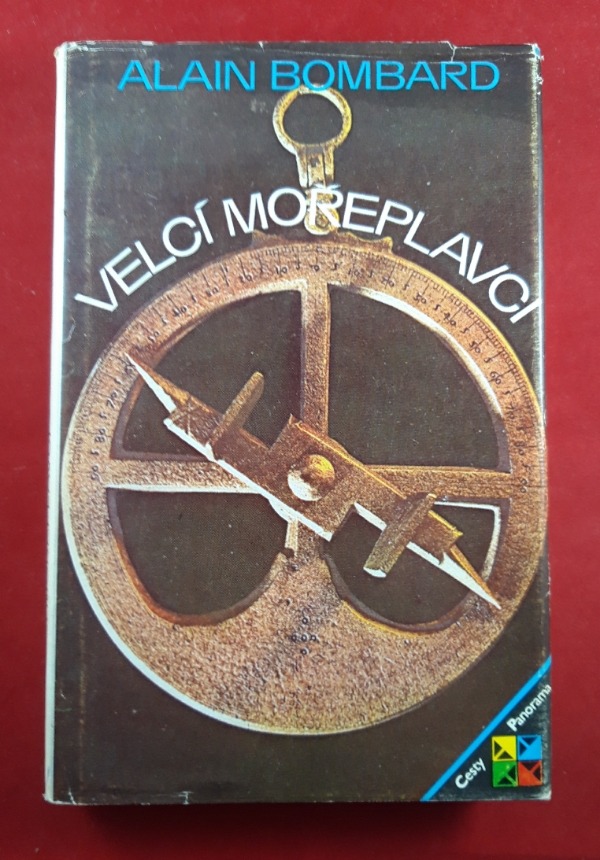 ALAIN BOMBARD
VELCÍ MOŘEPLAVCI
Cesty Panorama